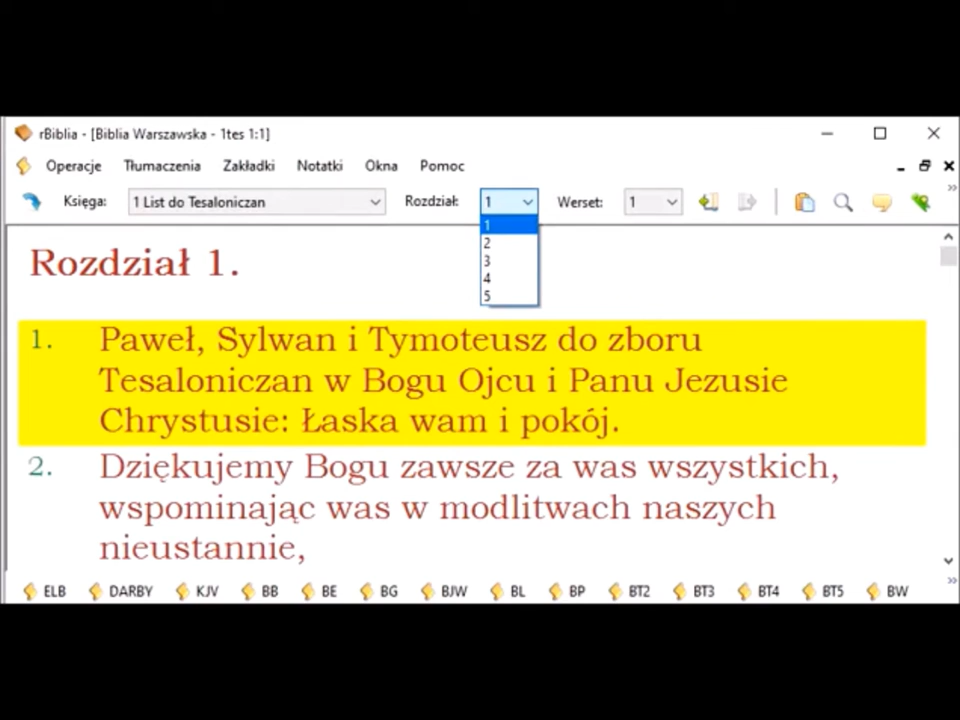 rBiblia - [Biblia Warszawska - 1tes 1:1]
Operacje Tłumaczenia Zakładki Notatki Okna Pomoc
Księga: 1 List do Tesaloniczan Rozdział: 1 Werset: 1
1
2
3
4
5
Rozdział 1.
1. Paweł, Sylwan i Tymoteusz do zboru
Tesaloniczan w Bogu Ojcu i Panu Jezusie
Chrystusie: Łaska wam i pokój.
2. Dziękujemy Bogu zawsze za was wszystkich,
wspominając was w modlitwach naszych
nieustannie,
ELB DARBY KJV BB BE BG BJW BL BP BT2 BT3 BT4 BT5 BW